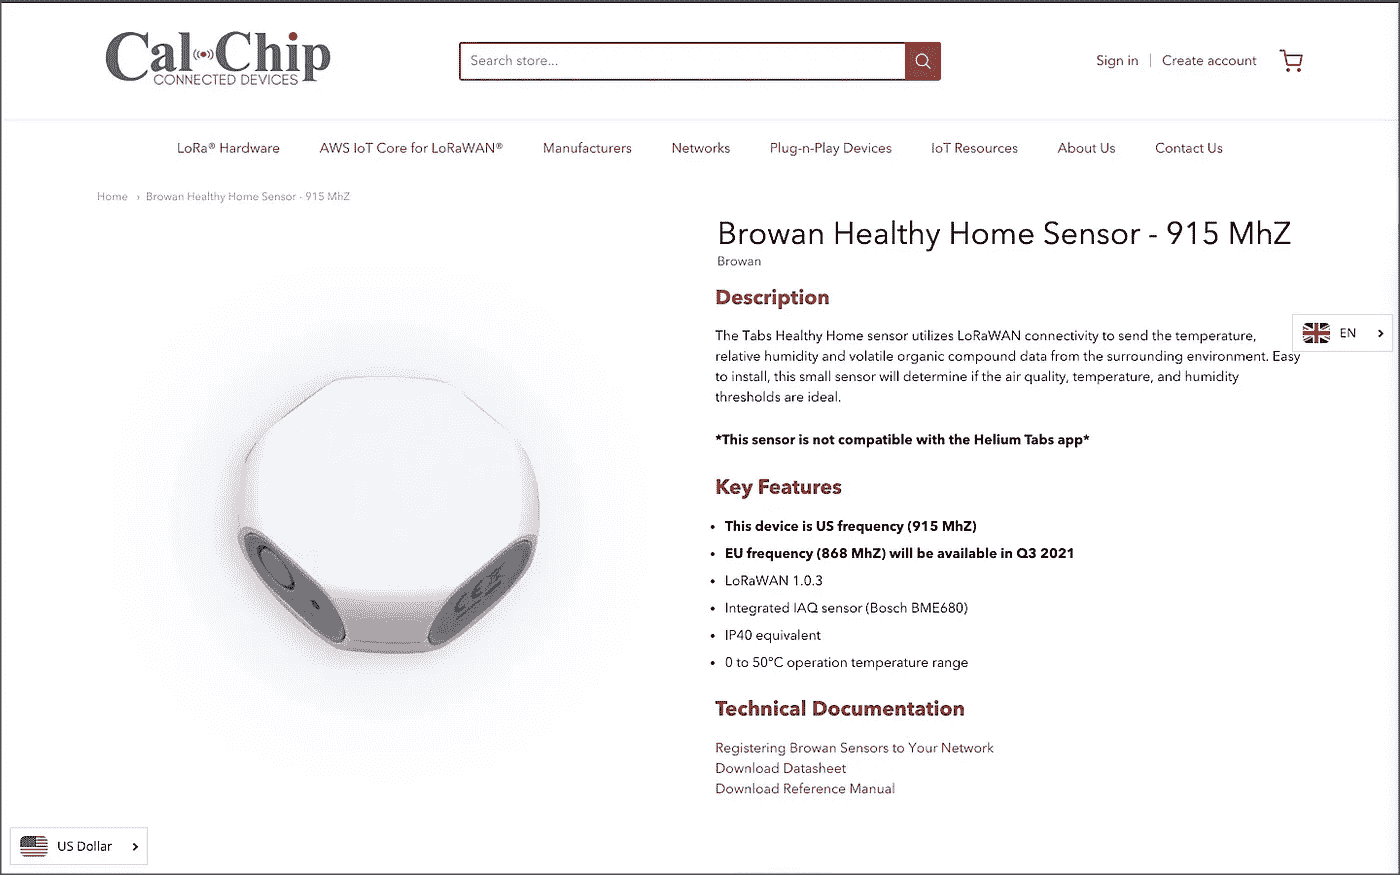 Cal Chip
CONNECTED DEVICES
Search store...
Sign in | Create account
LoRa® Hardware AWS IoT Core for LoRaWAN® Manufacturers Networks Plug-n-Play Devices IoT Resources About Us Contact Us
Home › Browan Healthy Home Sensor - 915 MhZ
Browan Healthy Home Sensor - 915 MhZ
Browan
Description
EN
The Tabs Healthy Home sensor utilizes LoRaWAN connectivity to send the temperature,
relative humidity and volatile organic compound data from the surrounding environment. Easy
to install, this small sensor will determine if the air quality, temperature, and humidity
thresholds are ideal.
*This sensor is not compatible with the Helium Tabs app*
Key Features
• This device is US frequency (915 MhZ)
• EU frequency (868 MhZ) will be available in Q3 2021
• LoRaWAN 1.0.3
• Integrated IAQ sensor (Bosch BME680)
• IP40 equivalent
• 0 to 50°C operation temperature range
CE
Technical Documentation
Registering Browan Sensors to Your Network
Download Datasheet
Download Reference Manual
US Dollar